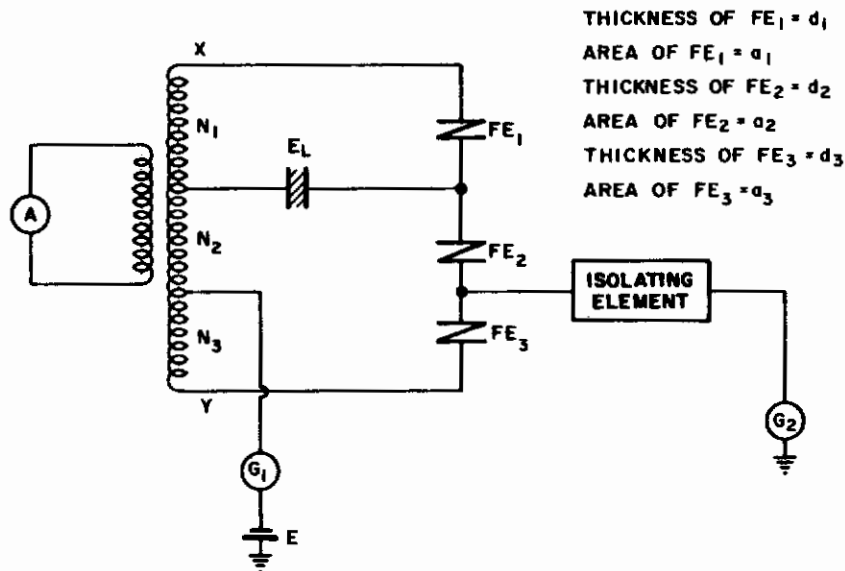 THICKNESS OF FE₁ = d₁
AREA OF FE₁ = a₁
THICKNESS OF FE₂ = d₂
AREA OF FE₂ = a₂
THICKNESS OF FE₃ = d₃
AREA OF FE₃ = a₃
X
N₁
E_L
FE₁
A
N₂
FE₂
ISOLATING
ELEMENT
N₃
FE₃
Y
G₂
G₁
E